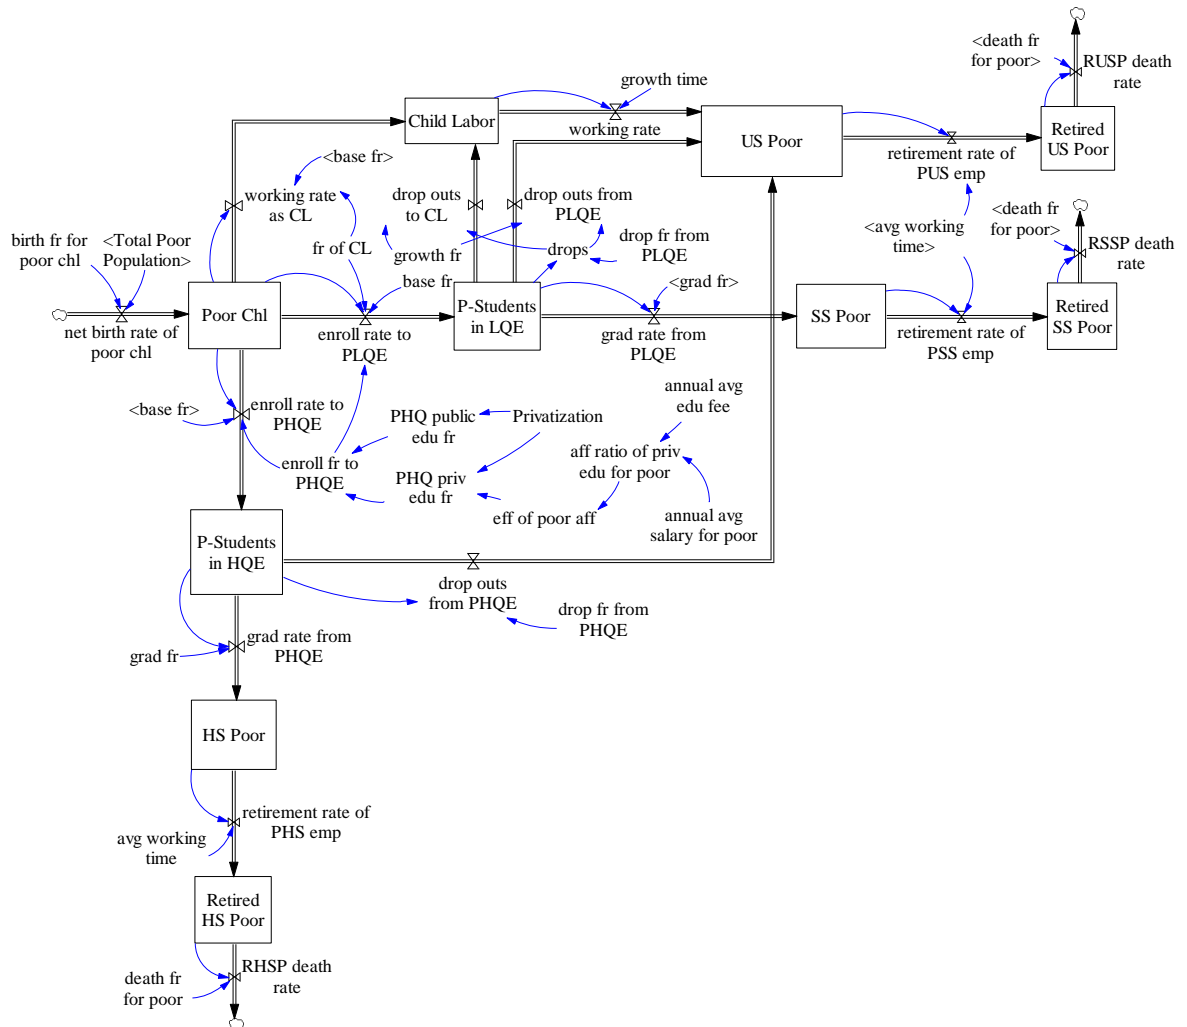 <death fr
for poor>
RUSP death
rate
growth time
Child Labor
working rate
US Poor
Retired
US Poor
retirement rate of
PUS emp
<base fr>
working rate
as CL
drop outs
to CL
drop outs from
PLQE
birth fr for
poor chl
<Total Poor
Population>
fr of CL
growth fr
drops
drop fr from
PLQE
<avg working
time>
<death fr
for poor>
RSSP death
rate
base fr
<grad fr>
Poor Chl
P-Students
in LQE
SS Poor
Retired
SS Poor
net birth rate of
poor chl
enroll rate to
PLQE
grad rate from
PLQE
retirement rate of
PSS emp
<base fr>
enroll rate to
PHQE
PHQ public
edu fr
Privatization
annual avg
edu fee
enroll fr to
PHQE
PHQ priv
edu fr
aff ratio of priv
edu for poor
eff of poor aff
annual avg
salary for poor
P-Students
in HQE
drop outs
from PHQE
drop fr from
PHQE
grad fr
grad rate from
PHQE
HS Poor
retirement rate of
PHS emp
avg working
time
Retired
HS Poor
death fr
for poor
RHSP death
rate